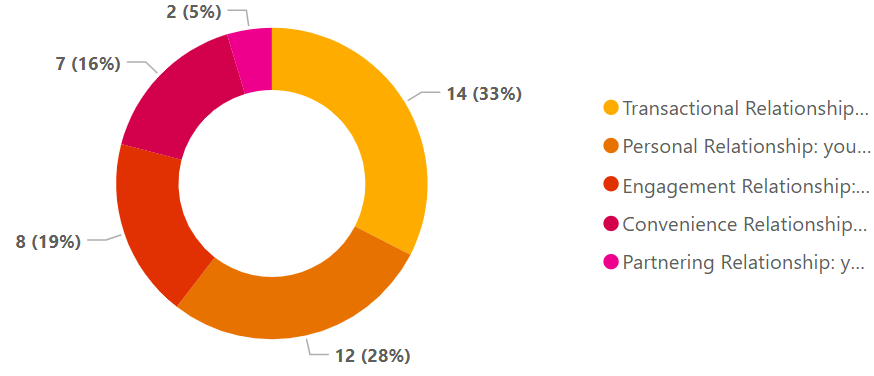 2 (5%)
7 (16%)
14 (33%)
8 (19%)
12 (28%)
Transactional Relationship...
Personal Relationship: you...
Engagement Relationship:...
Convenience Relationship...
Partnering Relationship: y...